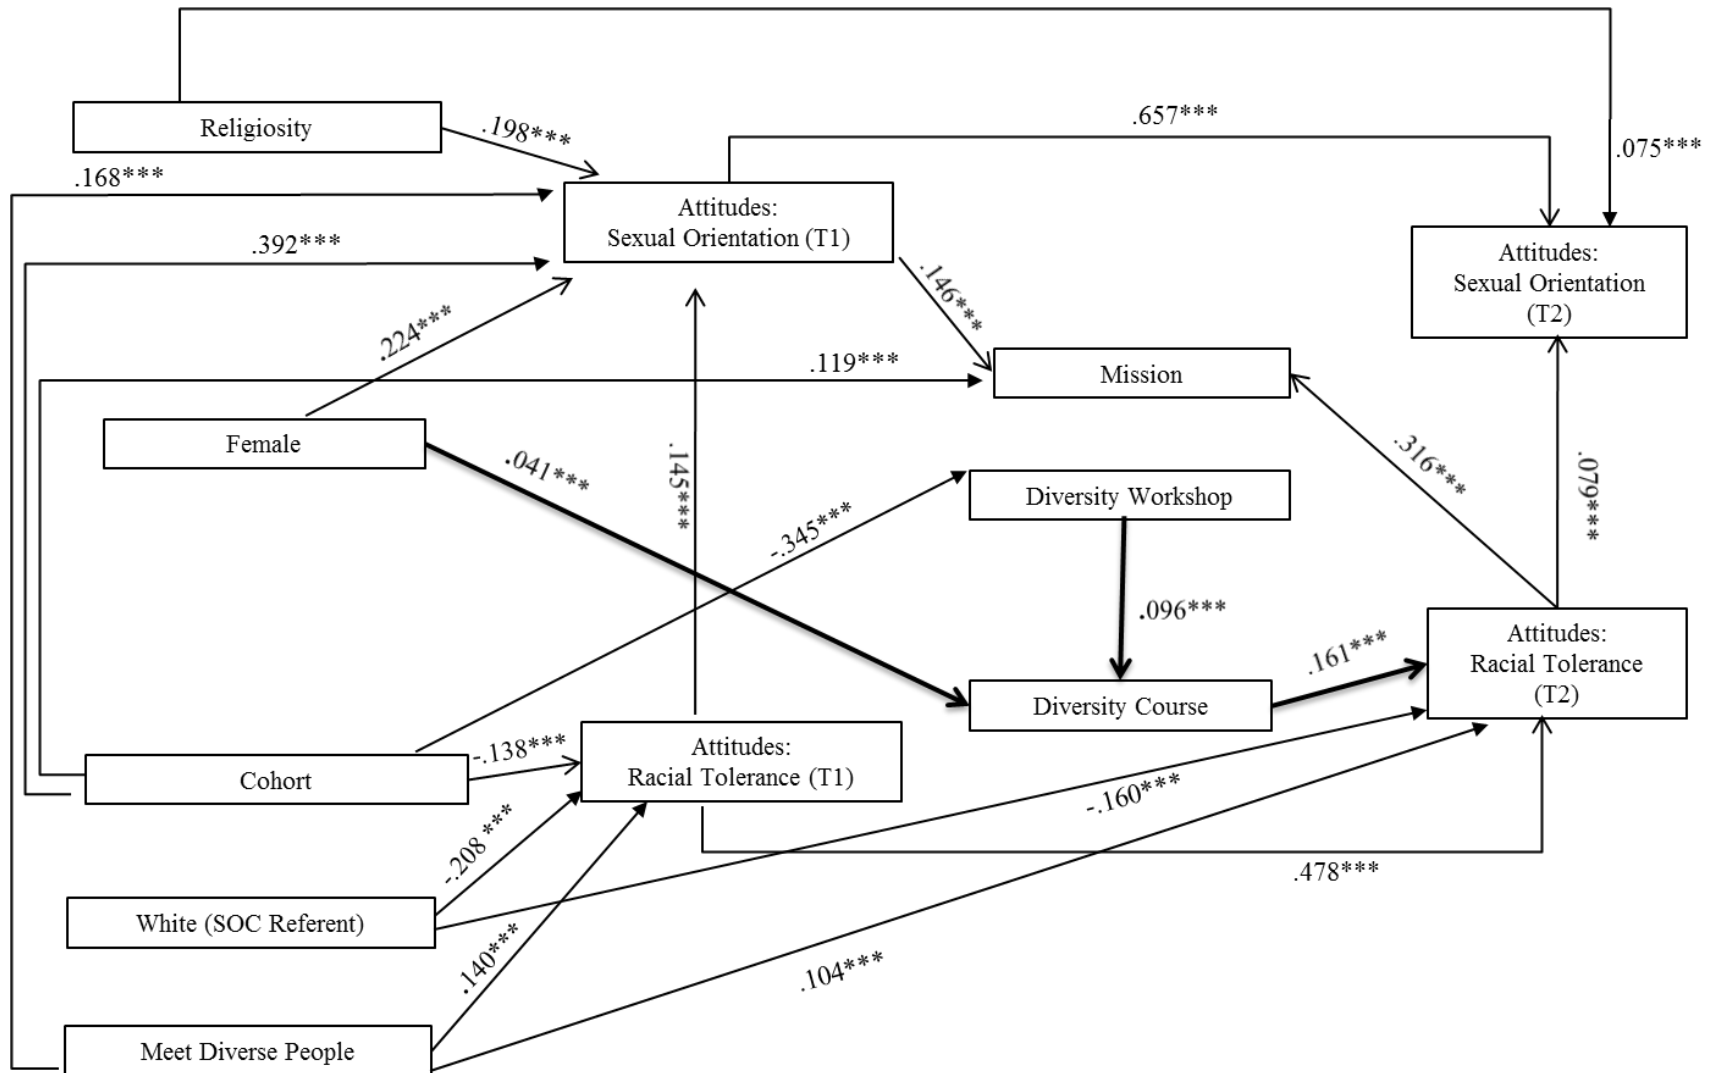 Religiosity
.198***
.657***
.075***
.168***
Attitudes:
Sexual Orientation (T1)
.392***
Attitudes:
Sexual Orientation
(T2)
.146***
.224***
.119***
Mission
Female
.041***
.145***
.316***
.079***
Diversity Workshop
-.345***
.096***
Attitudes:
Racial Tolerance
(T2)
.161***
Diversity Course
Cohort
-.138***
Attitudes:
Racial Tolerance (T1)
-.160***
-.208 ***
.478***
White (SOC Referent)
.140***
.104***
Meet Diverse People